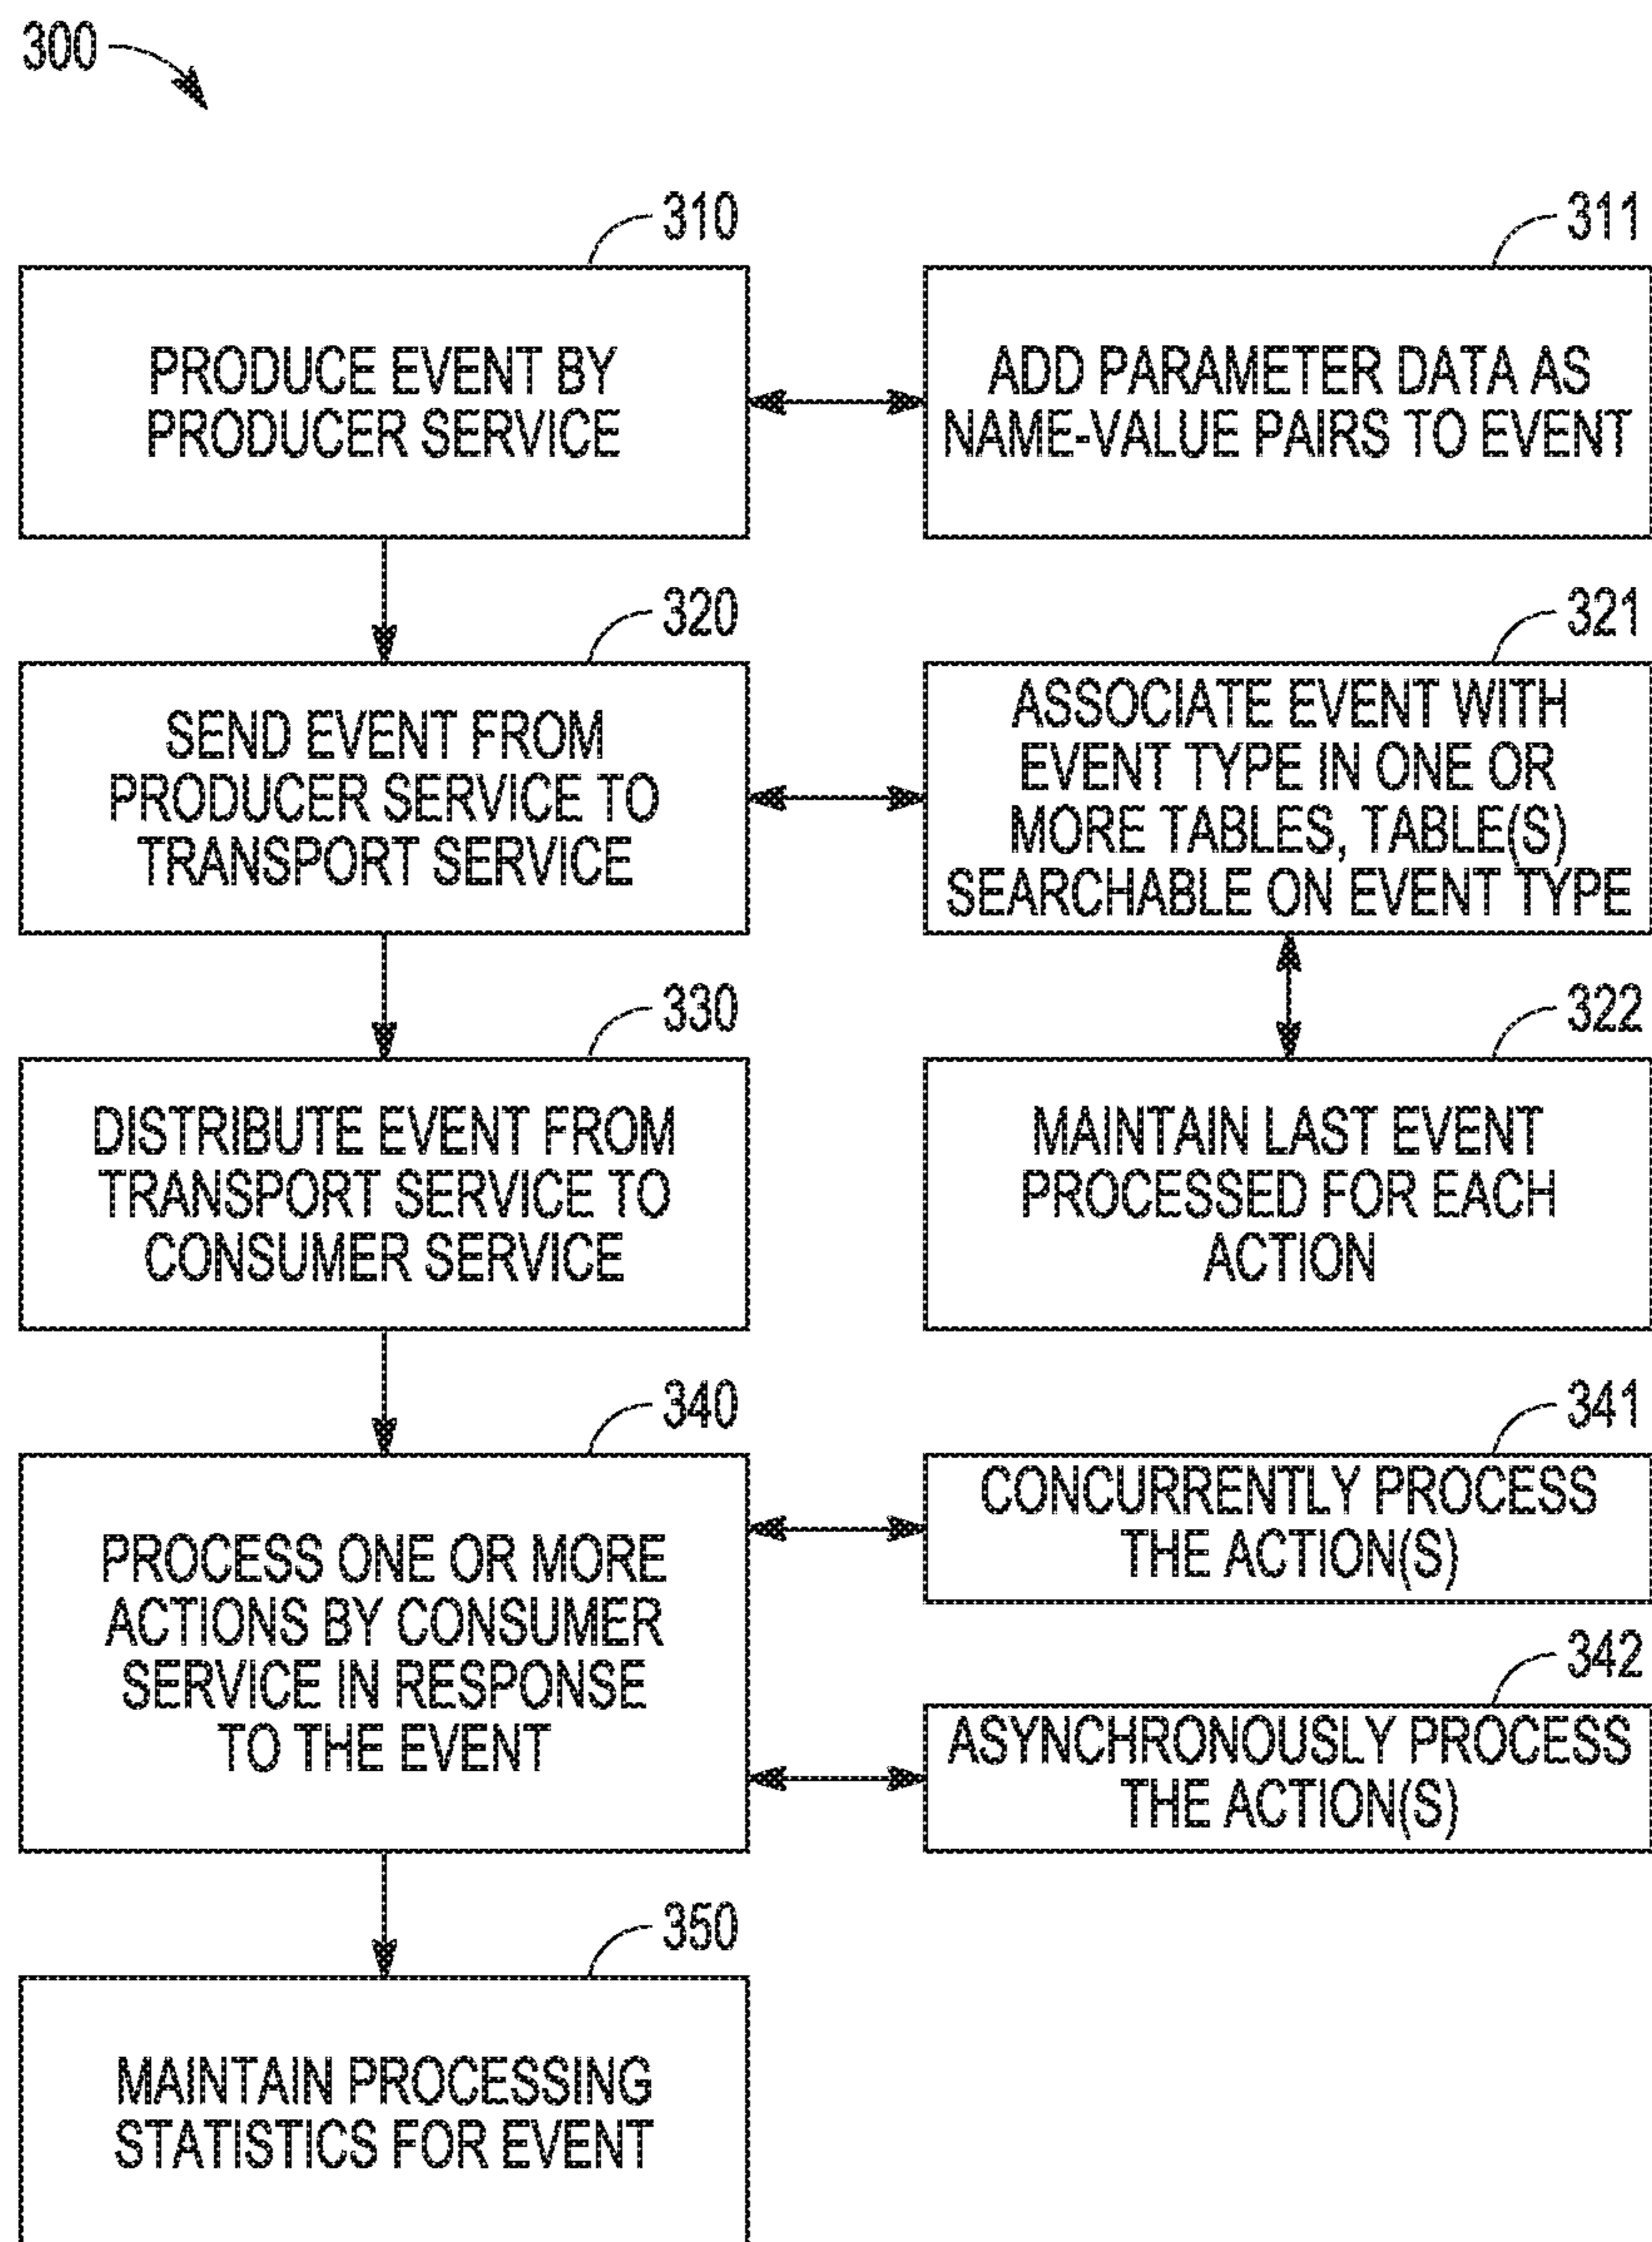 300
310
PRODUCE EVENT BY
PRODUCER SERVICE
311
ADD PARAMETER DATA AS
NAME-VALUE PAIRS TO EVENT
320
SEND EVENT FROM
PRODUCER SERVICE TO
TRANSPORT SERVICE
321
ASSOCIATE EVENT WITH
EVENT TYPE IN ONE OR
MORE TABLES, TABLE(S)
SEARCHABLE ON EVENT TYPE
330
DISTRIBUTE EVENT FROM
TRANSPORT SERVICE TO
CONSUMER SERVICE
322
MAINTAIN LAST EVENT
PROCESSED FOR EACH
ACTION
340
PROCESS ONE OR MORE
ACTIONS BY CONSUMER
SERVICE IN RESPONSE
TO THE EVENT
341
CONCURRENTLY PROCESS
THE ACTION(S)
342
ASYNCHRONOUSLY PROCESS
THE ACTION(S)
350
MAINTAIN PROCESSING
STATISTICS FOR EVENT